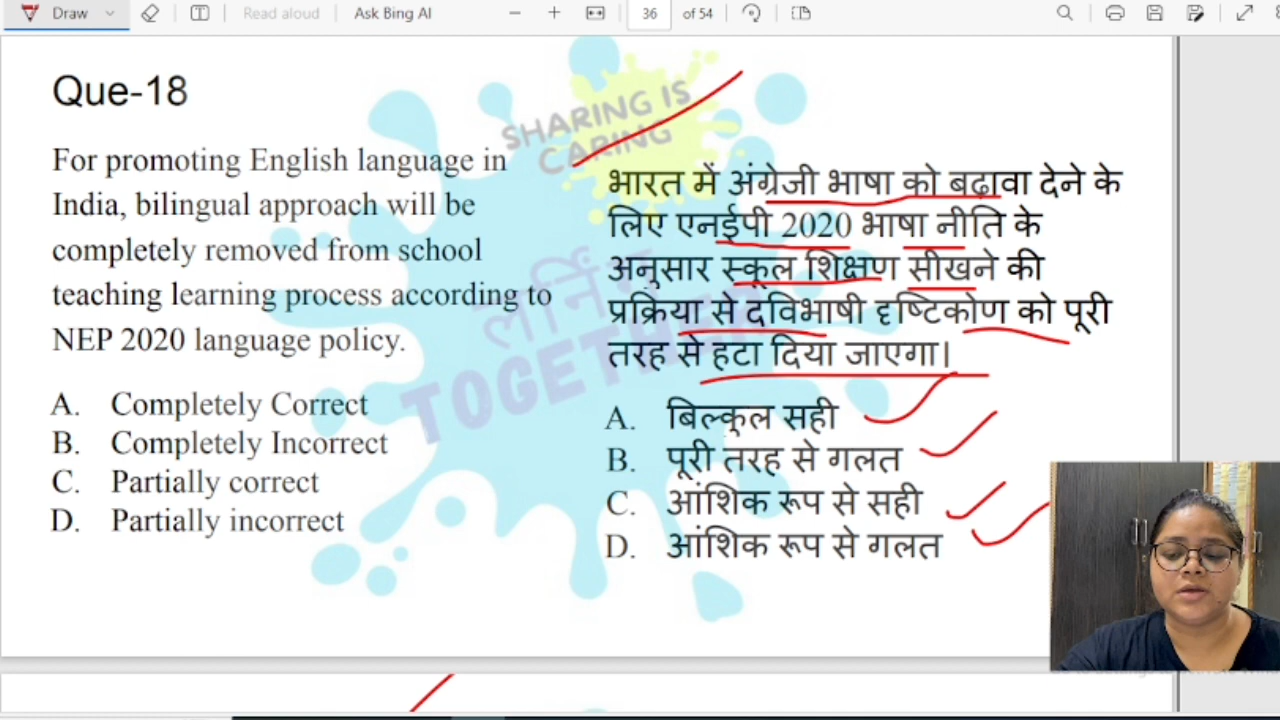 Draw
Read aloud
Ask Bing AI
36 of 54
Que-18
SHARING IS
CARING
For promoting English language in
India, bilingual approach will be
completely removed from school
teaching learning process according to
NEP 2020 language policy.
A. Completely Correct
B. Completely Incorrect
C. Partially correct
D. Partially incorrect
भारत में अंग्रेजी भाषा को बढ़ावा देने के
लिए एनईपी 2020 भाषा नीति के
अनुसार स्कूल शिक्षण सीखने की
प्रक्रिया से दविभाषी दृष्टिकोण को पूरी
तरह से हटा दिया जाएगा।
A. बिल्कुल सही
B. पूरी तरह से गलत
C. आंशिक रूप से सही
D. आंशिक रूप से गलत
TOGETHER